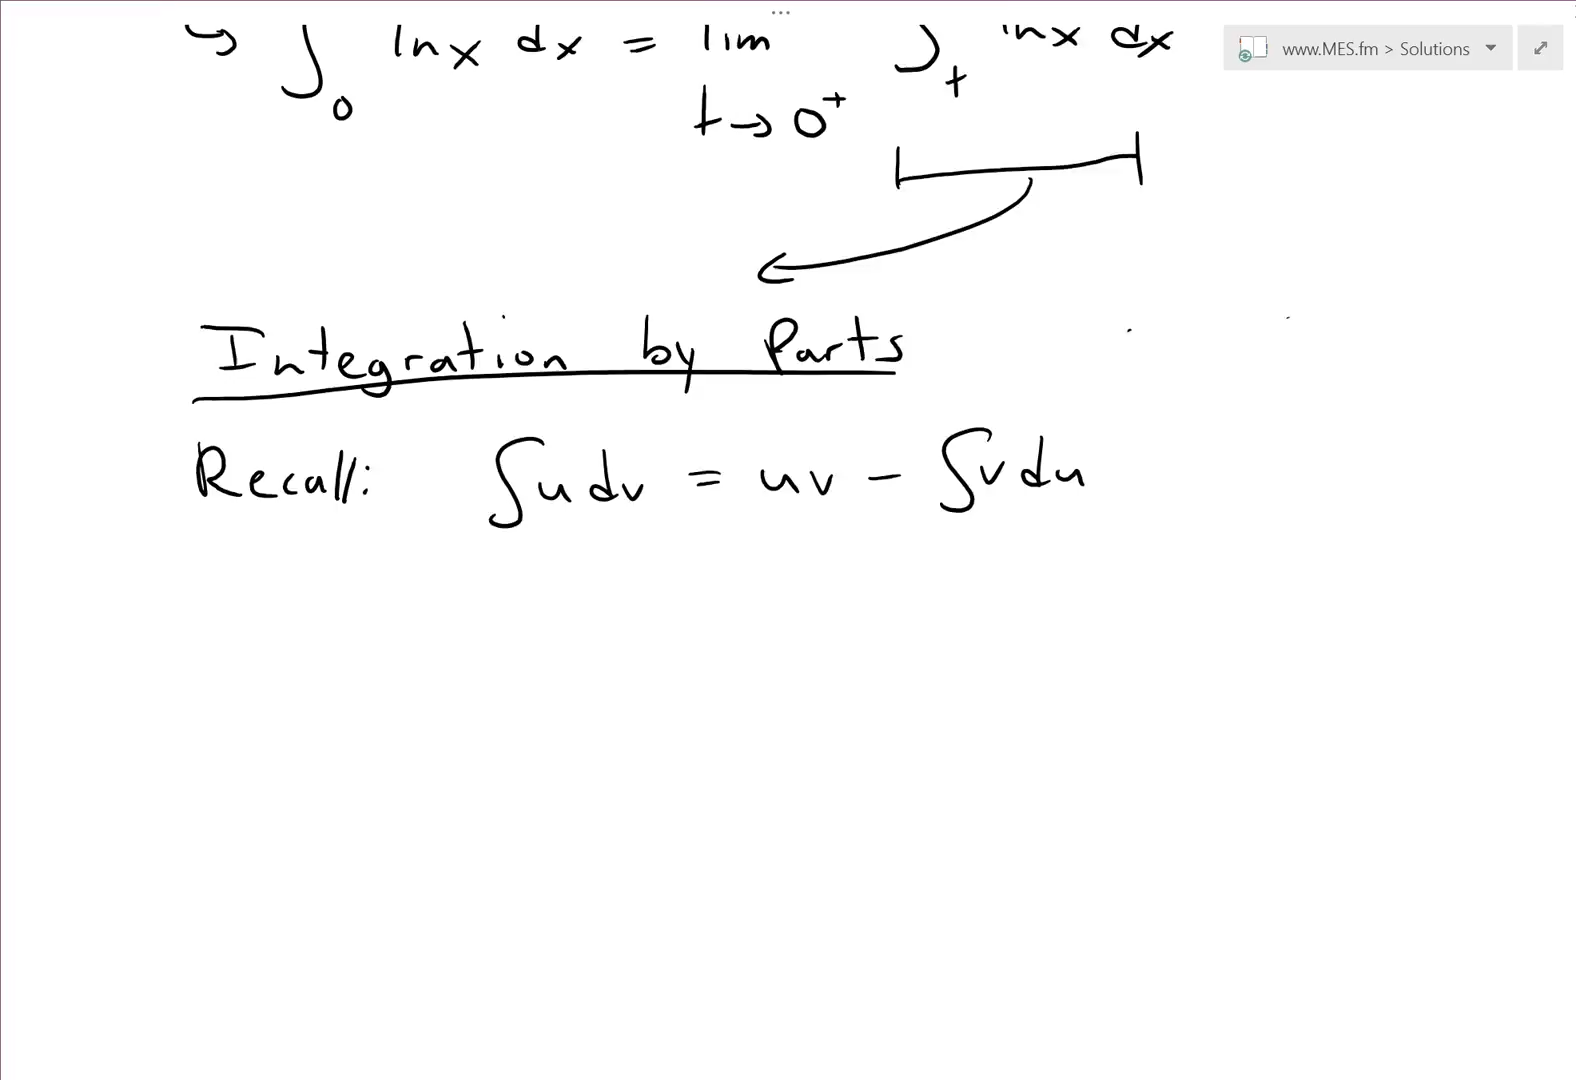 ↳ ∫₀ ln x dx = lim ∫ₜ ln x dx
t → 0⁺
www.MES.fm > Solutions
Integration by Parts
Recall: ∫u dv = uv - ∫v du